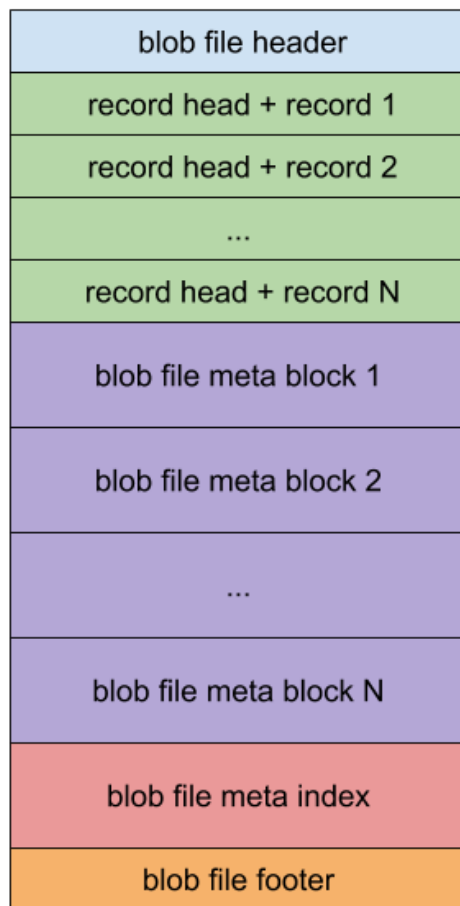 blob file header
record head + record 1
record head + record 2
...
record head + record N
blob file meta block 1
blob file meta block 2
...
blob file meta block N
blob file meta index
blob file footer